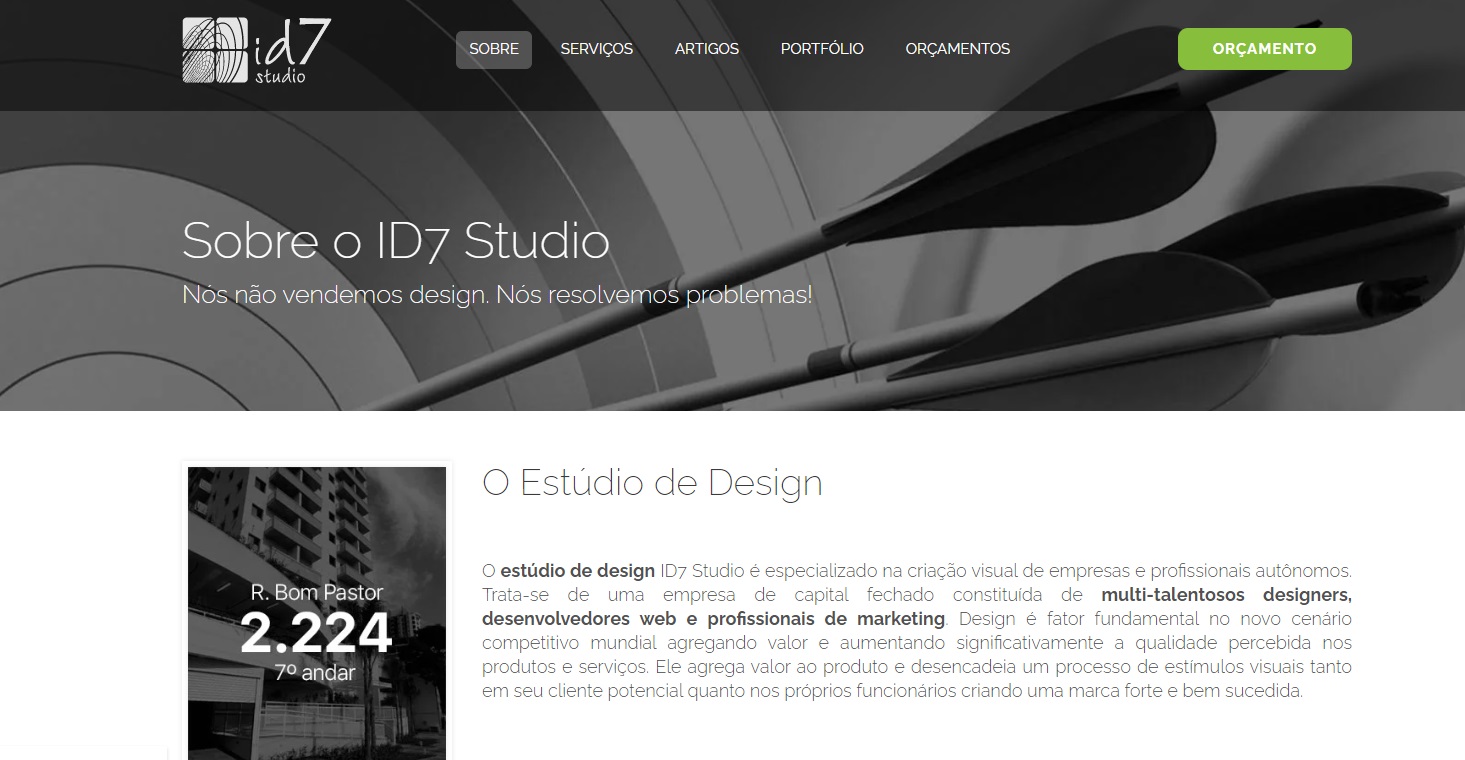 id7
studio
SOBRE
SERVIÇOS
ARTIGOS
PORTFÓLIO
ORÇAMENTOS
ORÇAMENTO
Sobre o ID7 Studio
Nós não vendemos design. Nós resolvemos problemas!
R. Bom Pastor
2.224
7º andar
O Estúdio de Design
O estúdio de design ID7 Studio é especializado na criação visual de empresas e profissionais autônomos.
Trata-se de uma empresa de capital fechado constituída de multi-talentosos designers,
desenvolvedores web e profissionais de marketing. Design é fator fundamental no novo cenário
competitivo mundial agregando valor e aumentando significativamente a qualidade percebida nos
produtos e serviços. Ele agrega valor ao produto e desencadeia um processo de estímulos visuais tanto
em seu cliente potencial quanto nos próprios funcionários criando uma marca forte e bem sucedida.